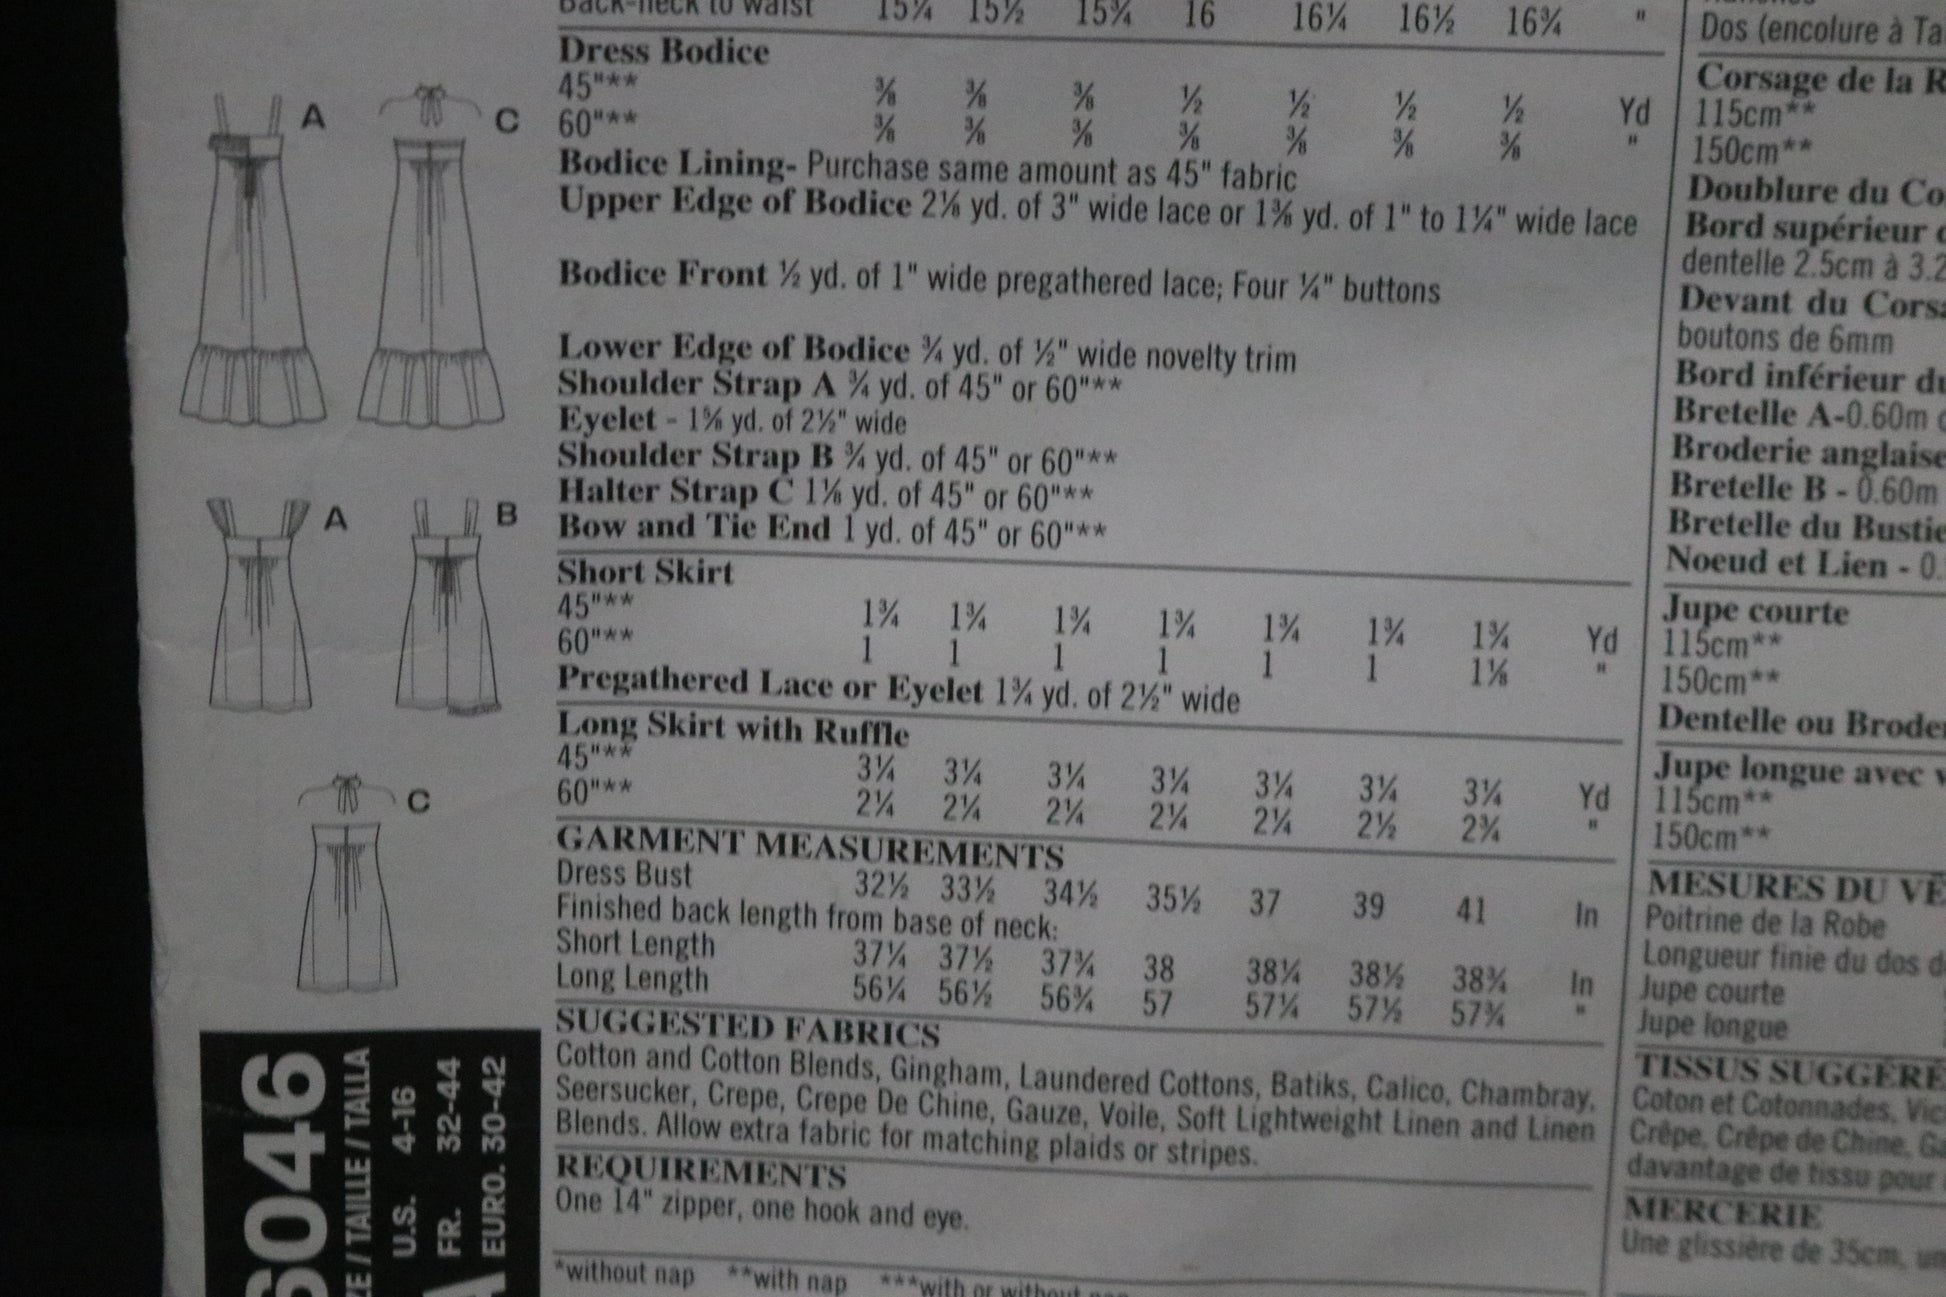 Back-neck to waist 15¼ 15½ 15¾ 16 16¼ 16½ 16¾ "
Dress Bodice
45"** ⅜ ⅜ ⅜ ½ ½ ½ ½ Yd
60"** ⅜ ⅜ ⅜ ⅜ ⅜ ⅜ ⅜ "
Bodice Lining- Purchase same amount as 45" fabric
Upper Edge of Bodice 2⅛ yd. of 3" wide lace or 1⅜ yd. of 1" to 1¼" wide lace
Bodice Front ½ yd. of 1" wide pregathered lace; Four ¼" buttons
Lower Edge of Bodice ¾ yd. of ½" wide novelty trim
Shoulder Strap A ¾ yd. of 45" or 60"**
Eyelet - 1⅝ yd. of 2½" wide
Shoulder Strap B ¾ yd. of 45" or 60"**
Halter Strap C 1⅛ yd. of 45" or 60"**
Bow and Tie End 1 yd. of 45" or 60"**
Short Skirt
45"** 1¾ 1¾ 1¾ 1¾ 1¾ 1¾ 1¾ Yd
60"** 1 1 1 1 1 1 1⅛ "
Pregathered Lace or Eyelet 1¾ yd. of 2½" wide
Long Skirt with Ruffle
45"** 3¼ 3¼ 3¼ 3¼ 3¼ 3¼ 3¼ Yd
60"** 2¼ 2¼ 2¼ 2¼ 2¼ 2½ 2¾ "
GARMENT MEASUREMENTS
Dress Bust 32½ 33½ 34½ 35½ 37 39 41 In
Finished back length from base of neck:
Short Length 37¼ 37½ 37¾ 38 38¼ 38½ 38¾ In
Long Length 56¼ 56½ 56¾ 57 57¼ 57½ 57¾ "
SUGGESTED FABRICS
Cotton and Cotton Blends, Gingham, Laundered Cottons, Batiks, Calico, Chambray,
Seersucker, Crepe, Crepe De Chine, Gauze, Voile, Soft Lightweight Linen and Linen
Blends. Allow extra fabric for matching plaids or stripes.
REQUIREMENTS
One 14" zipper, one hook and eye.
*without nap **with nap ***with or without nap
A
C
A
B
C
6046
/ TAILLE / TALLA
U.S. 4-16
FR. 32-44
EURO. 30-42
A
Dos (encolure à Ta
Corsage de la R
115cm**
150cm**
Doublure du Co
Bord supérieur
dentelle 2.5cm à 3.2
Devant du Corsa
boutons de 6mm
Bord inférieur du
Bretelle A-0.60m
Broderie anglaise
Bretelle B - 0.60m
Bretelle du Bustie
Noeud et Lien - 0.
Jupe courte
115cm**
150cm**
Dentelle ou Broder
Jupe longue avec
115cm**
150cm**
MESURES DU VÊ
Poitrine de la Robe
Longueur finie du dos d
Jupe courte
Jupe longue
TISSUS SUGGÉRÉ
Coton et Cotonnades, Vic
Crêpe, Crêpe de Chine, Ga
davantage de tissu pour
MERCERIE
Une glissière de 35cm, un